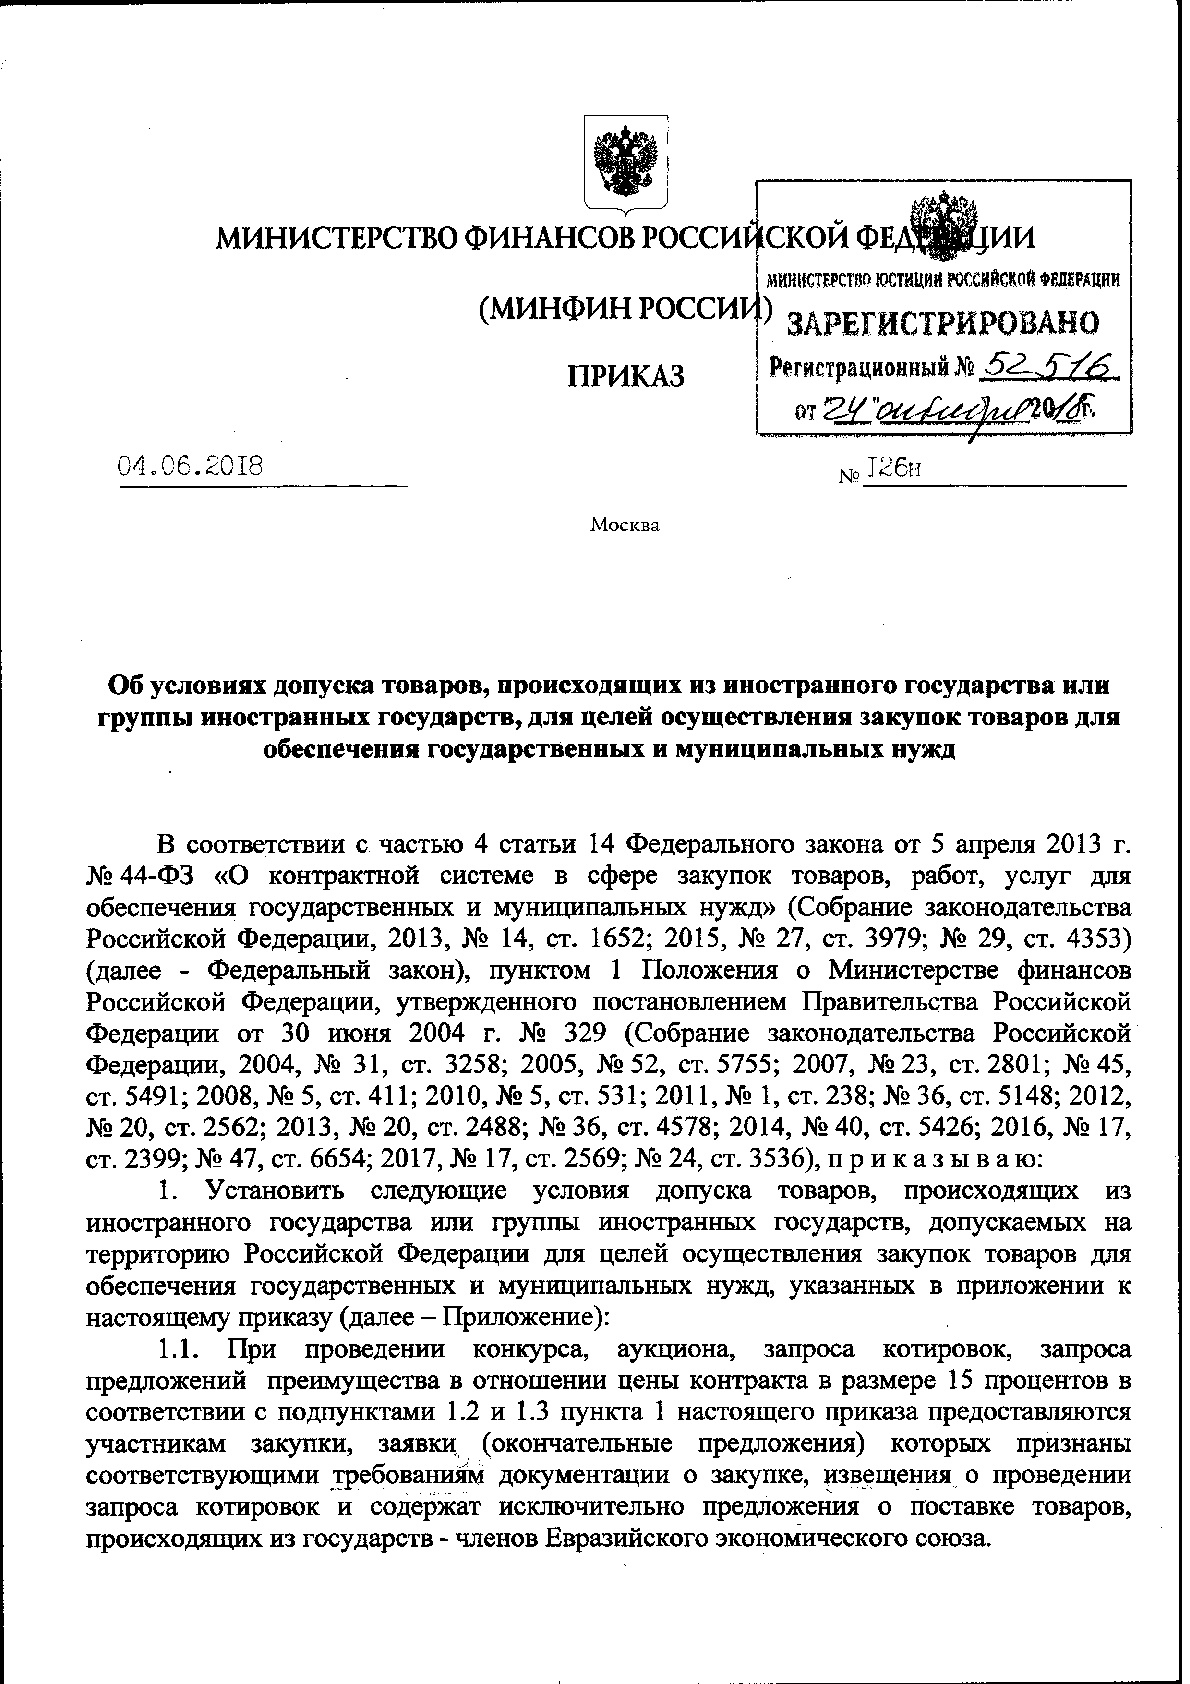 МИНИСТЕРСТВО ФИНАНСОВ РОССИЙСКОЙ ФЕДЕРАЦИИ
(МИНФИН РОССИИ)
ПРИКАЗ
МИНИСТЕРСТВО ЮСТИЦИИ РОССИЙСКОЙ ФЕДЕРАЦИИ
ЗАРЕГИСТРИРОВАНО
Регистрационный № 52516
от "24" октября 2018г.
04.06.2018
№ 126н
Москва
Об условиях допуска товаров, происходящих из иностранного государства или
группы иностранных государств, для целей осуществления закупок товаров для
обеспечения государственных и муниципальных нужд
В соответствии с частью 4 статьи 14 Федерального закона от 5 апреля 2013 г.
№ 44-ФЗ «О контрактной системе в сфере закупок товаров, работ, услуг для
обеспечения государственных и муниципальных нужд» (Собрание законодательства
Российской Федерации, 2013, № 14, ст. 1652; 2015, № 27, ст. 3979; № 29, ст. 4353)
(далее - Федеральный закон), пунктом 1 Положения о Министерстве финансов
Российской Федерации, утвержденного постановлением Правительства Российской
Федерации от 30 июня 2004 г. № 329 (Собрание законодательства Российской
Федерации, 2004, № 31, ст. 3258; 2005, № 52, ст. 5755; 2007, № 23, ст. 2801; № 45,
ст. 5491; 2008, № 5, ст. 411; 2010, № 5, ст. 531; 2011, № 1, ст. 238; № 36, ст. 5148; 2012,
№ 20, ст. 2562; 2013, № 20, ст. 2488; № 36, ст. 4578; 2014, № 40, ст. 5426; 2016, № 17,
ст. 2399; № 47, ст. 6654; 2017, № 17, ст. 2569; № 24, ст. 3536), п р и к а з ы в а ю:
1. Установить следующие условия допуска товаров, происходящих из
иностранного государства или группы иностранных государств, допускаемых на
территорию Российской Федерации для целей осуществления закупок товаров для
обеспечения государственных и муниципальных нужд, указанных в приложении к
настоящему приказу (далее – Приложение):
1.1. При проведении конкурса, аукциона, запроса котировок, запроса
предложений преимущества в отношении цены контракта в размере 15 процентов в
соответствии с подпунктами 1.2 и 1.3 пункта 1 настоящего приказа предоставляются
участникам закупки, заявки (окончательные предложения) которых признаны
соответствующими требованиям документации о закупке, извещения о проведении
запроса котировок и содержат исключительно предложения о поставке товаров,
происходящих из государств - членов Евразийского экономического союза.